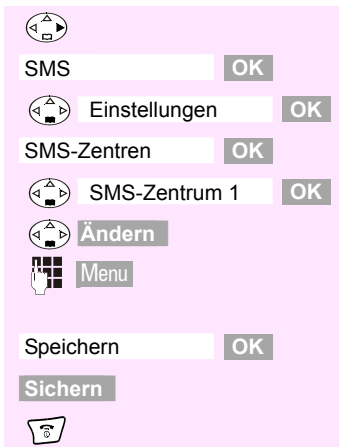 SMS OK
Einstellungen OK
SMS-Zentren OK
SMS-Zentrum 1 OK
Ändern
Menu
Speichern OK
Sichern